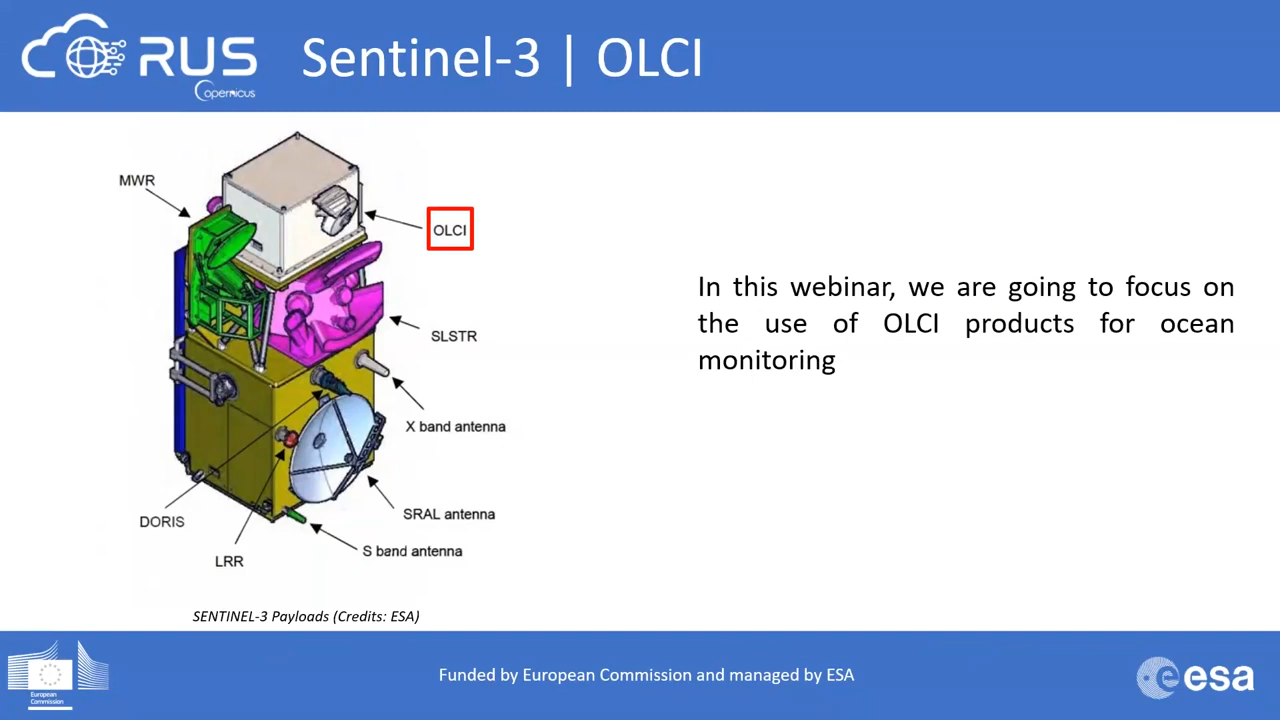 RUS
Copernicus
Sentinel-3 | OLCI
MWR
OLCI
SLSTR
X band antenna
SRAL antenna
S band antenna
DORIS
LRR
SENTINEL-3 Payloads (Credits: ESA)
In this webinar, we are going to focus on
the use of OLCI products for ocean
monitoring
European
Commission
Funded by European Commission and managed by ESA
esa